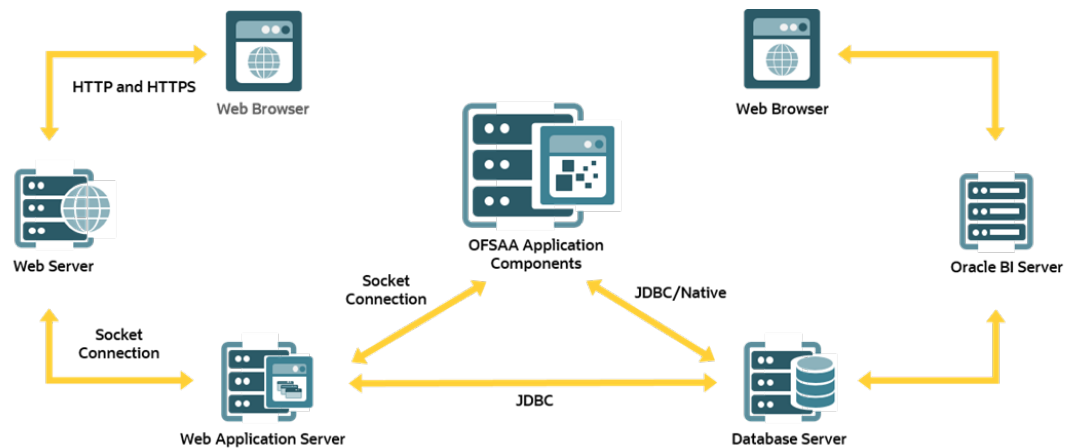 HTTP and HTTPS
Web Browser
Web Browser
OFSAA Application
Components
Web Server
Oracle BI Server
Socket
Connection
JDBC/Native
Socket
Connection
JDBC
Web Application Server
Database Server